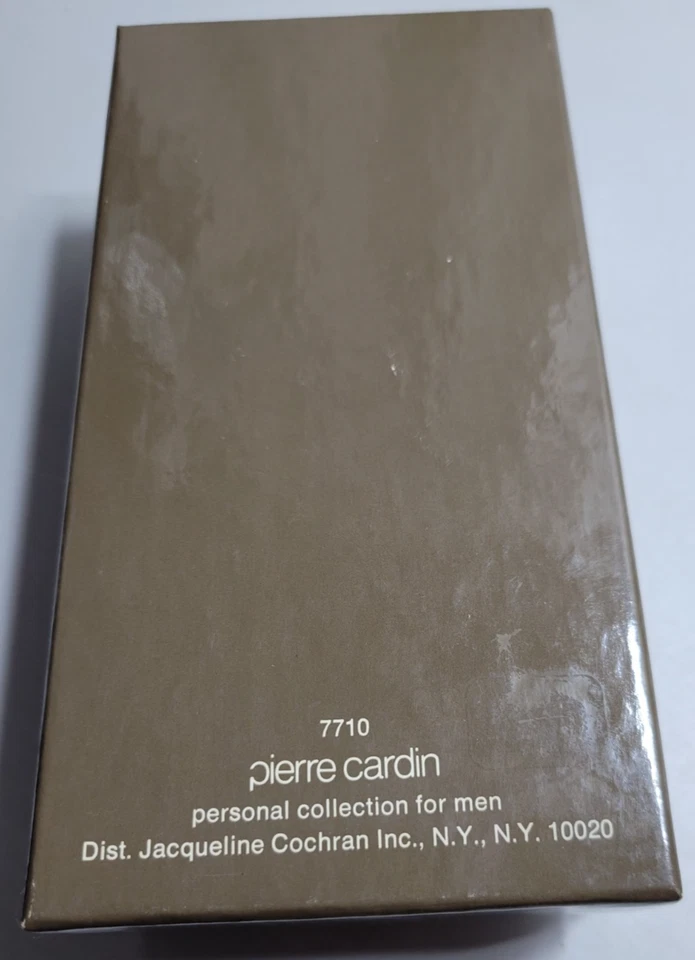 7710
pierre cardin
personal collection for men
Dist. Jacqueline Cochran Inc., N.Y., N.Y. 10020